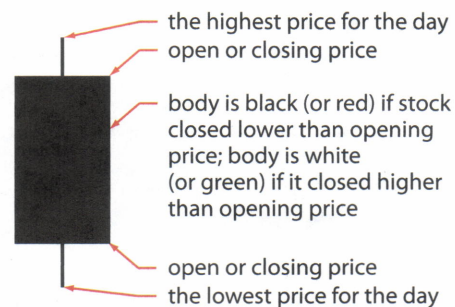 the highest price for the day
open or closing price
body is black (or red) if stock
closed lower than opening
price; body is white
(or green) if it closed higher
than opening price
open or closing price
the lowest price for the day